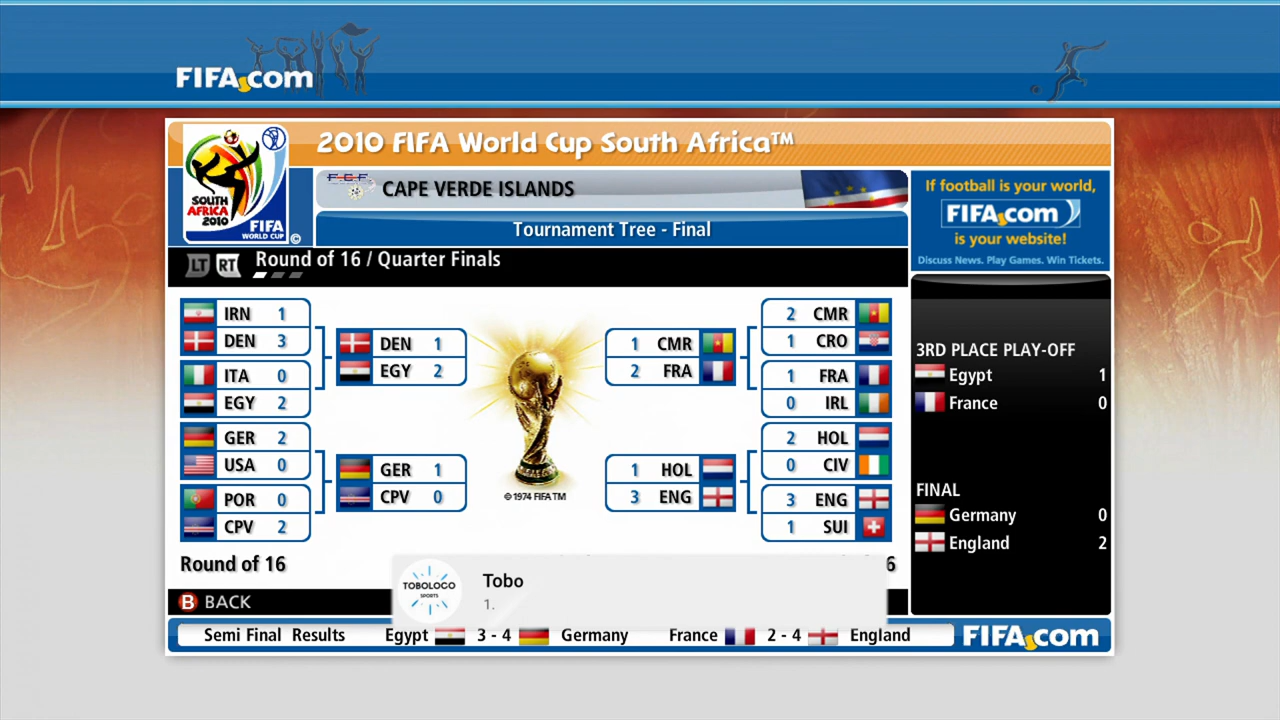 FIFA.com
2010 FIFA World Cup South Africa™
SOUTH
AFRICA
2010
FIFA
WORLD CUP
©
F C F
CAPE VERDE ISLANDS
Tournament Tree - Final
If football is your world,
FIFA.com
is your website!
Discuss News. Play Games. Win Tickets.
LT RT Round of 16 / Quarter Finals
IRN 1
DEN 3
ITA 0
EGY 2
GER 2
USA 0
POR 0
CPV 2
DEN 1
EGY 2
GER 1
CPV 0
© 1974 FIFA TM
1 CMR
2 FRA
1 HOL
3 ENG
2 CMR
1 CRO
1 FRA
0 IRL
2 HOL
0 CIV
3 ENG
1 SUI
3RD PLACE PLAY-OFF
Egypt 1
France 0
FINAL
Germany 0
England 2
Round of 16
6
B BACK
TOBOLOCO
SPORTS
Tobo
1.
Semi Final Results Egypt 3 - 4 Germany France 2 - 4 England
FIFA.com